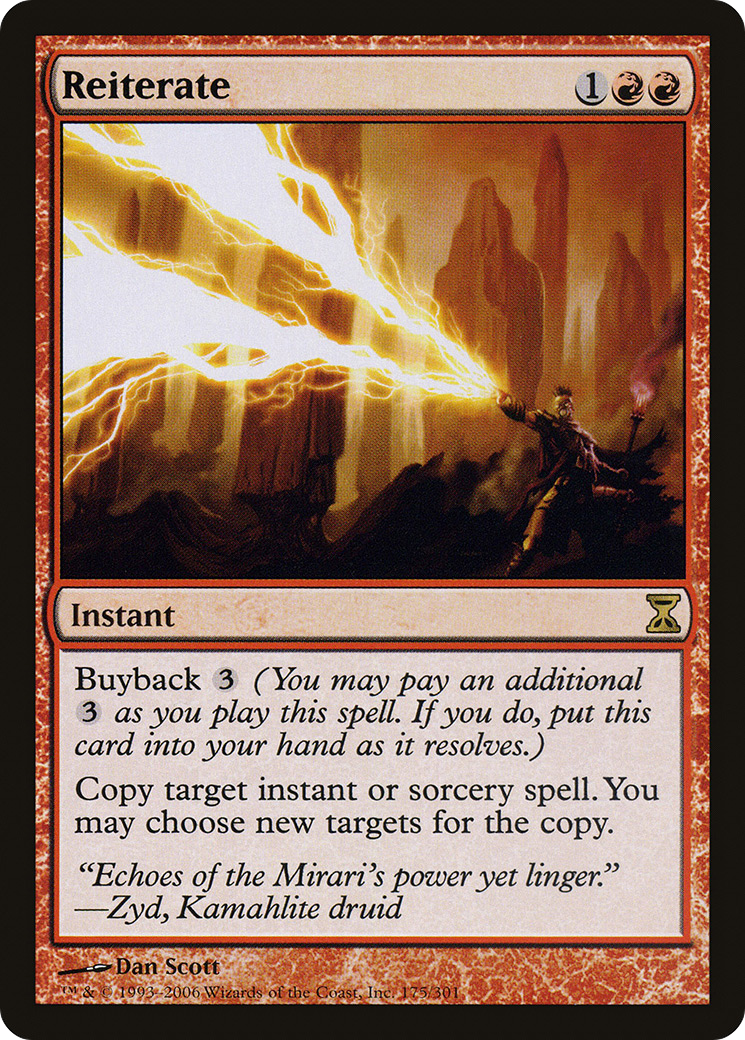 Reiterate 1
Instant
Buyback 3 (You may pay an additional
3 as you play this spell. If you do, put this
card into your hand as it resolves.)
Copy target instant or sorcery spell. You
may choose new targets for the copy.
“Echoes of the Mirari’s power yet linger.”
—Zyd, Kamahlite druid
Dan Scott
™ & © 1993–2006 Wizards of the Coast, Inc. 175/301